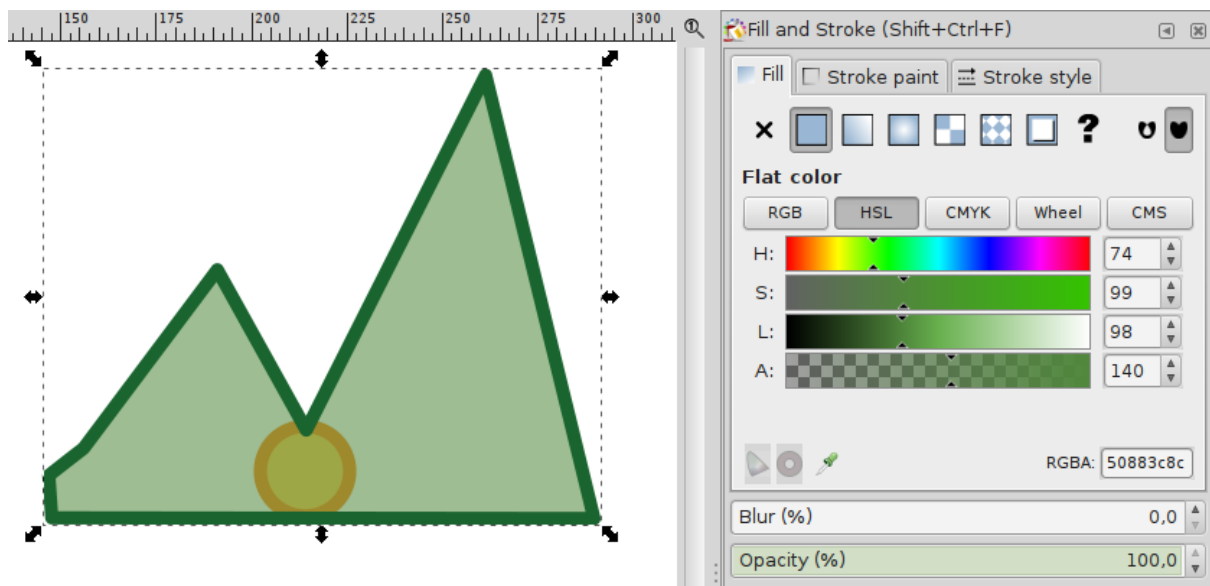 150 175 200 225 250 275 300
Fill and Stroke (Shift+Ctrl+F)
Fill Stroke paint Stroke style
?
Flat color
RGB HSL CMYK Wheel CMS
H: 74
S: 99
L: 98
A: 140
RGBA: 50883c8c
Blur (%) 0,0
Opacity (%) 100,0